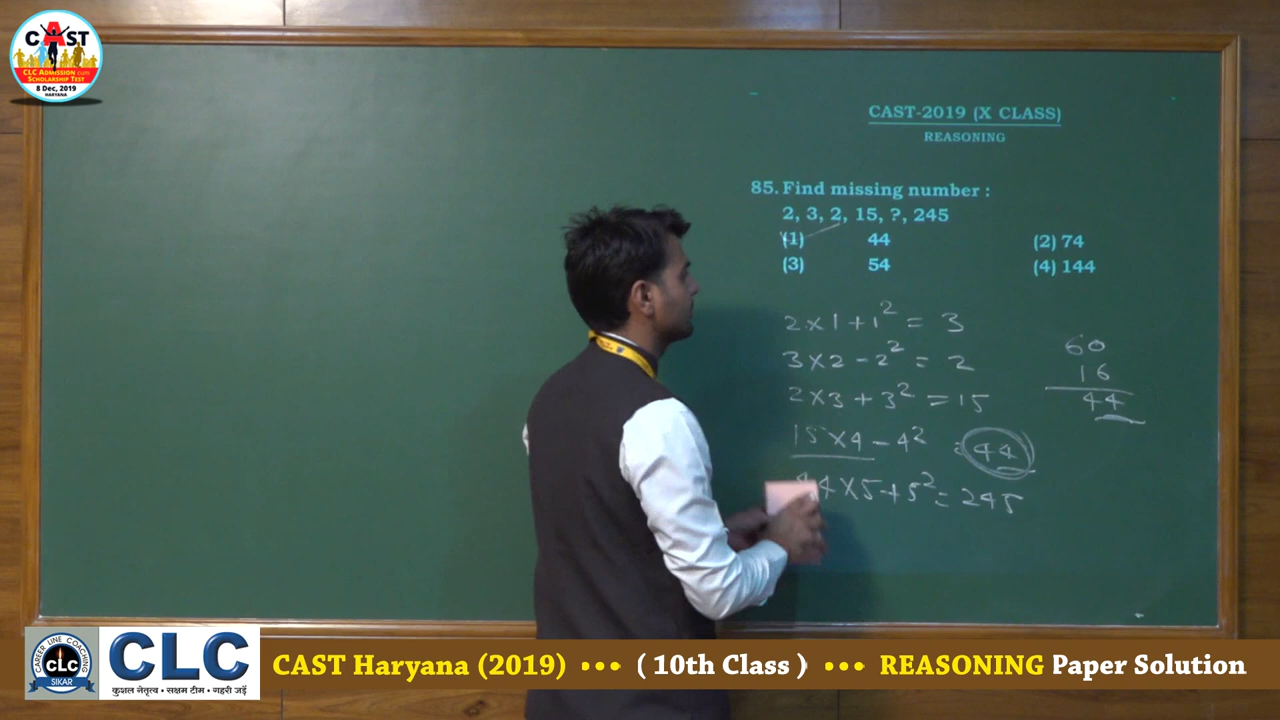 CAST
CLC ADMISSION CUM
SCHOLARSHIP TEST
8 Dec, 2019
HARYANA
CAST-2019 (X CLASS)
REASONING
85. Find missing number :
2, 3, 2, 15, ?, 245
(1) 44 (2) 74
(3) 54 (4) 144
2×1+1² = 3
3×2-2² = 2
2×3+3² = 15
15×4-4² = 44
44×5+5² = 245
60
16
44
CAREER LINE COACHING
CLC
SIKAR
CLC
कुशल नेतृत्व • सक्षम टीम • गहरी जड़ें
CAST Haryana (2019) ••• ( 10th Class ) ••• REASONING Paper Solution